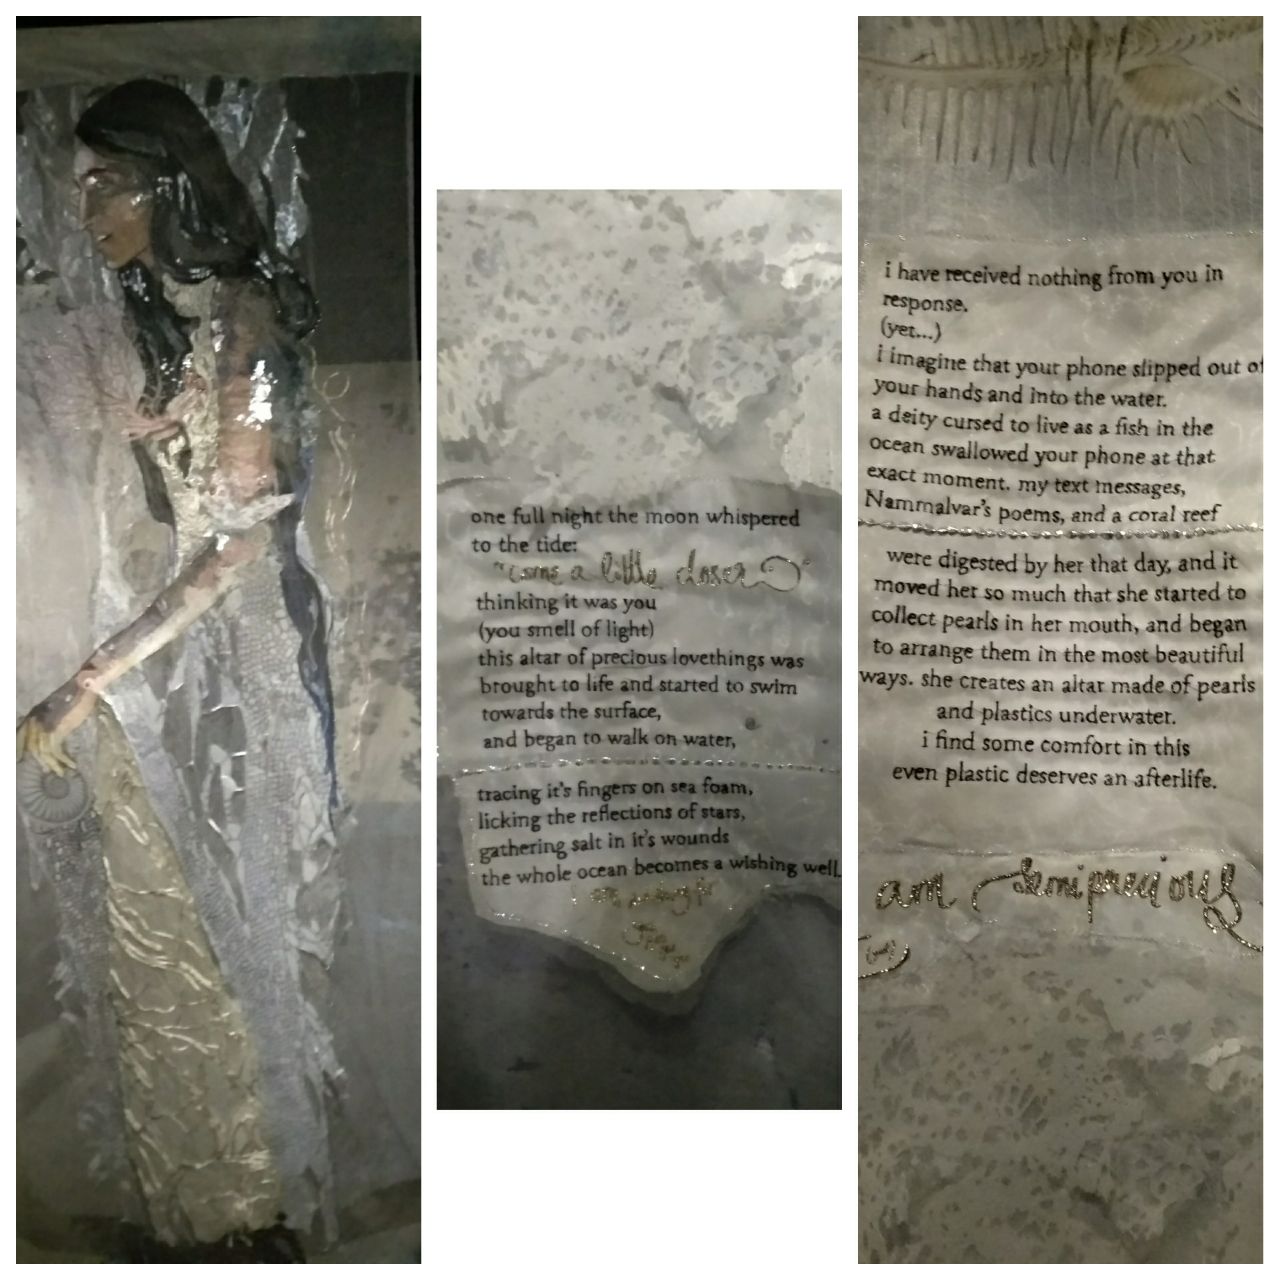 one full night the moon whispered
to the tide:
"come a little closer"
thinking it was you
(you smell of light)
this altar of precious lovethings was
brought to life and started to swim
towards the surface,
and began to walk on water,
tracing it's fingers on sea foam,
licking the reflections of stars,
gathering salt in it's wounds
the whole ocean becomes a wishing well.
i have received nothing from you in
response.
(yet...)
i imagine that your phone slipped out of
your hands and into the water.
a deity cursed to live as a fish in the
ocean swallowed your phone at that
exact moment. my text messages,
Nammalvar's poems, and a coral reef
were digested by her that day, and it
moved her so much that she started to
collect pearls in her mouth, and began
to arrange them in the most beautiful
ways. she creates an altar made of pearls
and plastics underwater.
i find some comfort in this
even plastic deserves an afterlife.
am semiprecious